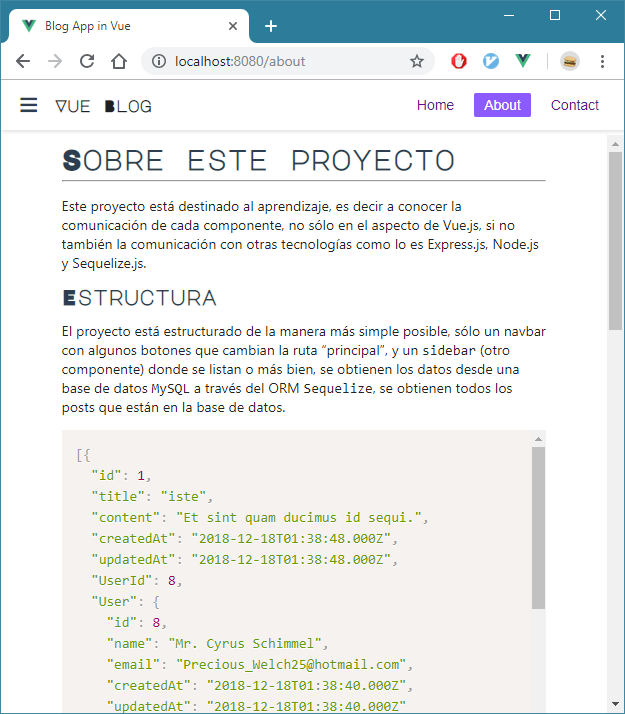 Blog App in Vue
localhost:8080/about
Vue Blog
Home
About
Contact
Sobre este proyecto
Este proyecto está destinado al aprendizaje, es decir a conocer la
comunicación de cada componente, no sólo en el aspecto de Vue.js, si no
también la comunicación con otras tecnologías como lo es Express.js, Node.js
y Sequelize.js.
Estructura
El proyecto está estructurado de la manera más simple posible, sólo un navbar
con algunos botones que cambian la ruta “principal”, y un sidebar (otro
componente) donde se listan o más bien, se obtienen los datos desde una
base de datos MySQL a través del ORM Sequelize, se obtienen todos los
posts que están en la base de datos.
[{
"id": 1,
"title": "iste",
"content": "Et sint quam ducimus id sequi.",
"createdAt": "2018-12-18T01:38:48.000Z",
"updatedAt": "2018-12-18T01:38:48.000Z",
"UserId": 8,
"User": {
"id": 8,
"name": "Mr. Cyrus Schimmel",
"email": "Precious_Welch25@hotmail.com",
"createdAt": "2018-12-18T01:38:40.000Z",
"updatedAt": "2018-12-18T01:38:40.000Z"